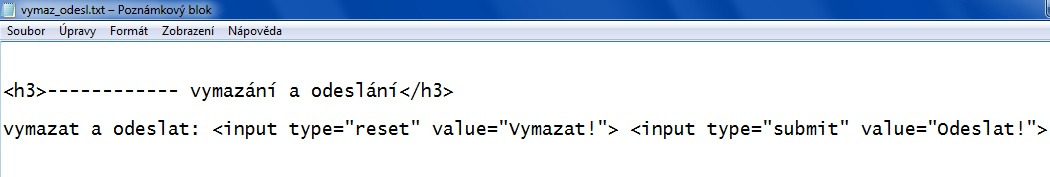 vymaz_odesl.txt – Poznámkový blok
Soubor Úpravy Formát Zobrazení Nápověda
<h3>------------ vymazání a odeslání</h3>
vymazat a odeslat: <input type="reset" value="Vymazat!"> <input type="submit" value="Odeslat!">